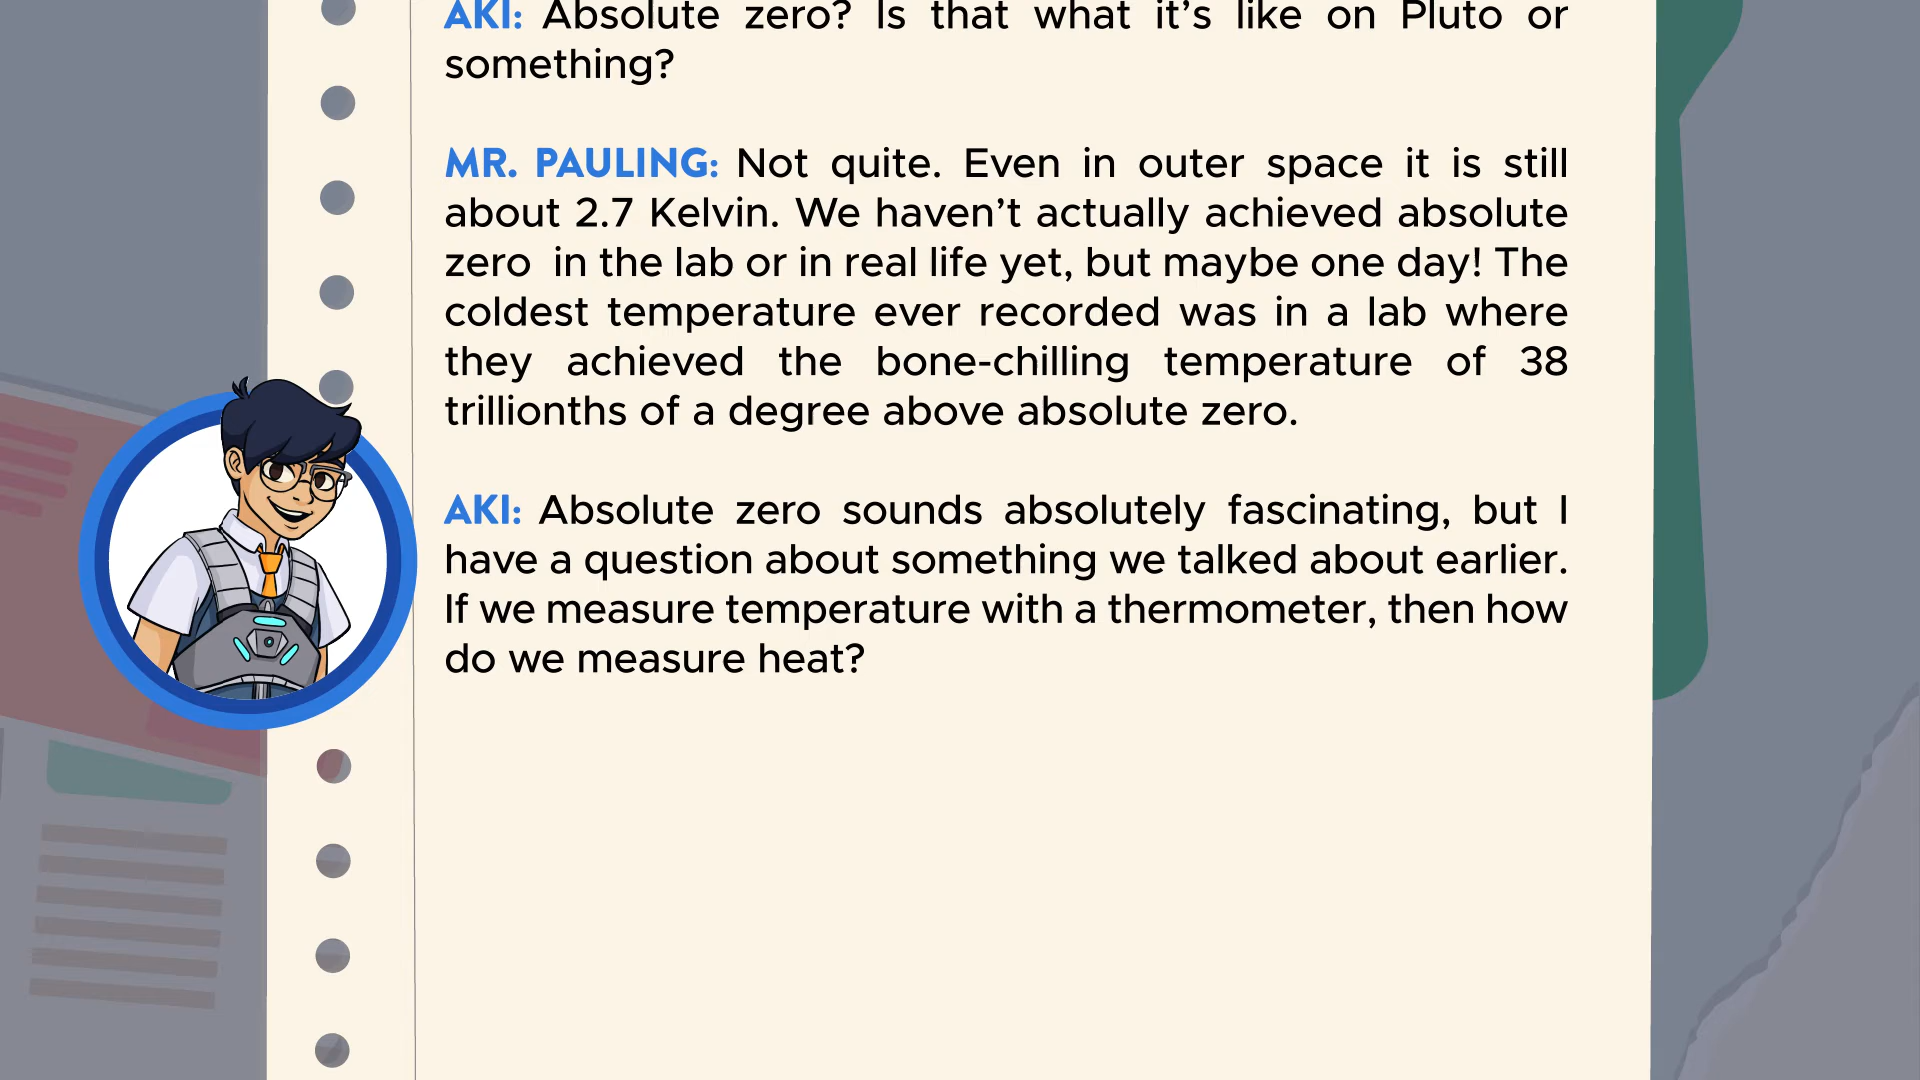 AKI: Absolute zero? Is that what it’s like on Pluto or
something?
MR. PAULING: Not quite. Even in outer space it is still
about 2.7 Kelvin. We haven’t actually achieved absolute
zero in the lab or in real life yet, but maybe one day! The
coldest temperature ever recorded was in a lab where
they achieved the bone-chilling temperature of 38
trillionths of a degree above absolute zero.
AKI: Absolute zero sounds absolutely fascinating, but I
have a question about something we talked about earlier.
If we measure temperature with a thermometer, then how
do we measure heat?